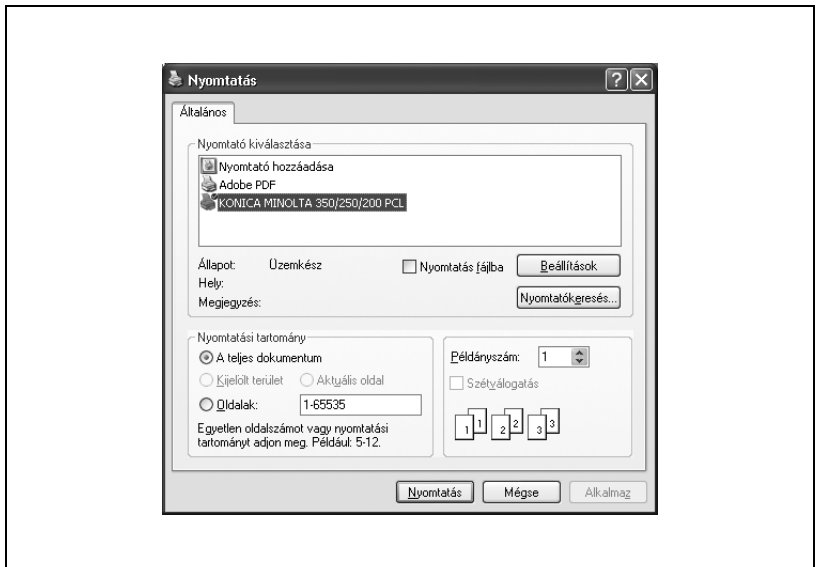 Nyomtatás
Általános
Nyomtató kiválasztása
Nyomtató hozzáadása
Adobe PDF
KONICA MINOLTA 350/250/200 PCL
Állapot: Üzemkész
Hely:
Megjegyzés:
Nyomtatás fájlba
Beállítások
Nyomtatókeresés...
Nyomtatási tartomány
A teljes dokumentum
Kijelölt terület Aktuális oldal
Oldalak: 1-65535
Egyetlen oldalszámot vagy nyomtatási
tartományt adjon meg. Például: 5-12.
Példányszám: 1
Szétválogatás
1 1 2 2 3 3
Nyomtatás Mégse Alkalmaz